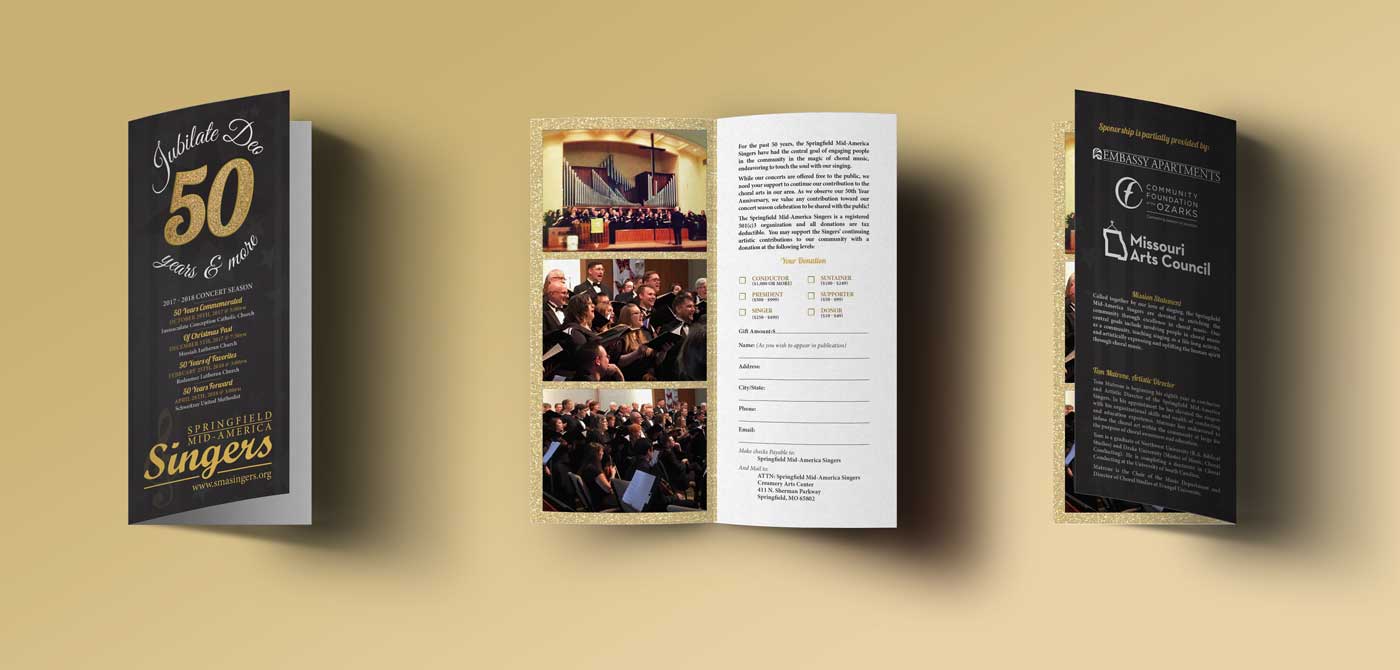 Jubilate Deo
50
years & more
2017 - 2018 CONCERT SEASON
50 Years Commemorated
OCTOBER 19TH, 2017 @ 7:00P.M
Immaculate Conception Catholic Church
Of Christmas Past
DECEMBER 5TH, 2017 @ 7:30P.M
Messiah Lutheran Church
50 Years of Favorites
FEBRUARY 25TH, 2018 @ 3:00P.M
Redeemer Lutheran Church
50 Years Forward
APRIL 26TH, 2018 @ 7:00P.M
Schweitzer United Methodist
SPRINGFIELD
MID-AMERICA
Singers
www.smasingers.org
For the past 50 years, the Springfield Mid-America
Singers have had the central goal of engaging people
in the community in the magic of choral music,
endeavoring to touch the soul with our singing.
While our concerts are offered free to the public, we
need your support to continue our contribution to the
choral arts in our area. As we observe our 50th Year
Anniversary, we value any contribution toward our
concert season celebration to be shared with the public!
The Springfield Mid-America Singers is a registered
501(c)3 organization and all donations are tax
deductible. You may support the Singers' continuing
artistic contributions to our community with a
donation at the following levels:
Your Donation
CONDUCTOR
($1,000 OR MORE)
SUSTAINER
($100 - $249)
PRESIDENT
($500 - $999)
SUPPORTER
($50 - $99)
SINGER
($250 - $499)
DONOR
($10 - $49)
Gift Amount:$
Name: (As you wish to appear in publication)
Address:
City/State:
Phone:
Email:
Make checks Payable to:
Springfield Mid-America Singers
And Mail to:
ATTN: Springfield Mid-America Singers
Creamery Arts Center
411 N. Sherman Parkway
Springfield, MO 65802
Sponorship is partially provided by:
EMBASSY APARTMENTS
COMMUNITY
FOUNDATION
of the OZARKS
Missouri
Arts Council
Mission Statement
Called together by our love of singing, the Springfield
Mid-America Singers are devoted to enriching the
community through excellence in choral music. Our
central goals include involving people in choral music
as a community, teaching singing as a life long activity,
and artistically expressing and uplifting the human spirit
through choral music.
Tom Matrone, Artistic Director
Tom Matrone is beginning his eighth year as conductor
and Artistic Director of the Springfield Mid-America
Singers. In his appointment he has elevated the singers
with his organizational skills and wealth of conducting
and education experience. Matrone has endeavored to
infuse the choral art within the community at large for
the purpose of choral awareness and education.
Tom is a graduate of Northwest University (B.A. Biblical
Studies) and Drake University (Master of Music, Choral
Conducting). He is completing a doctorate in Choral
Conducting at the University of South Carolina.
Matrone is the Chair of the Music Department and
Director of Choral Studies at Evangel University.